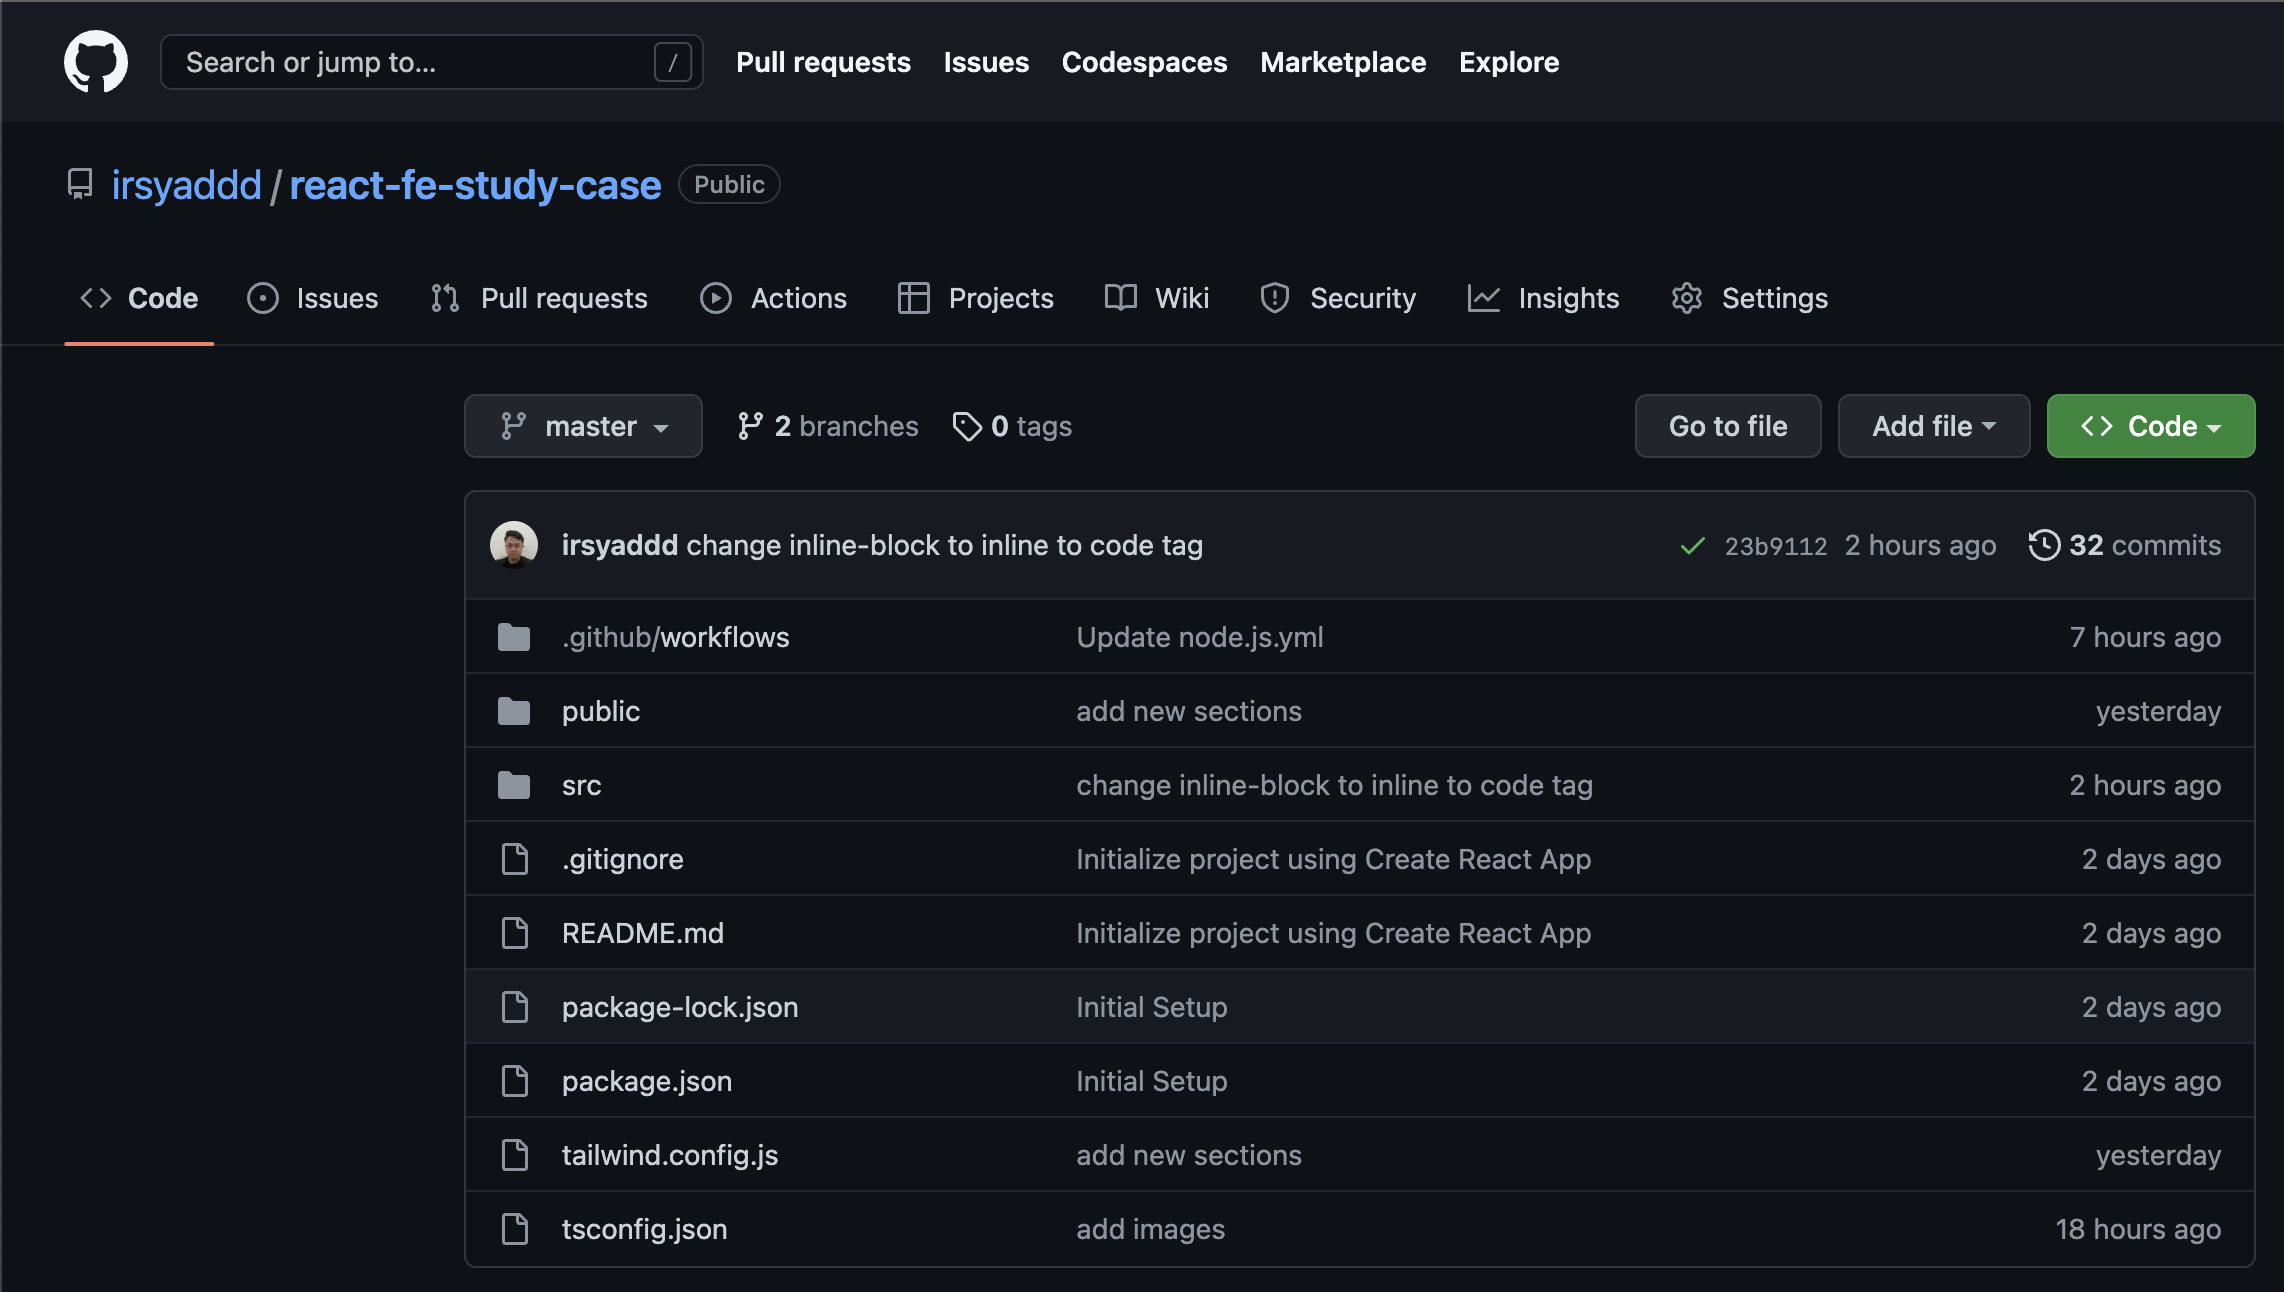 Search or jump to... / Pull requests Issues Codespaces Marketplace Explore
irsyaddd / react-fe-study-case Public
Code Issues Pull requests Actions Projects Wiki Security Insights Settings
master 2 branches 0 tags Go to file Add file Code
irsyaddd change inline-block to inline to code tag 23b9112 2 hours ago 32 commits
.github/workflows Update node.js.yml 7 hours ago
public add new sections yesterday
src change inline-block to inline to code tag 2 hours ago
.gitignore Initialize project using Create React App 2 days ago
README.md Initialize project using Create React App 2 days ago
package-lock.json Initial Setup 2 days ago
package.json Initial Setup 2 days ago
tailwind.config.js add new sections yesterday
tsconfig.json add images 18 hours ago